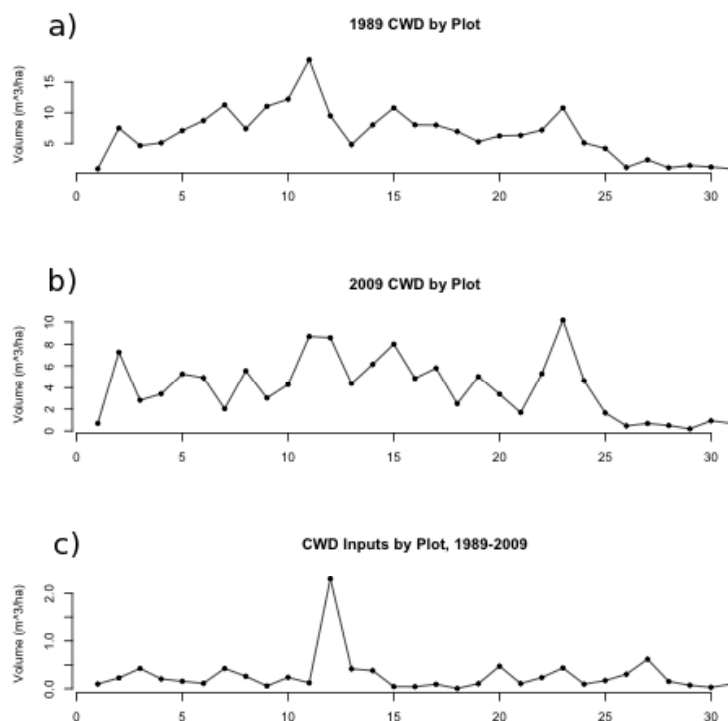 a)
1989 CWD by Plot
Volume (m^3/ha)
15
10
5
0 5 10 15 20 25 30
b)
2009 CWD by Plot
Volume (m^3/ha)
10
8
6
4
2
0
0 5 10 15 20 25 30
c)
CWD Inputs by Plot, 1989-2009
Volume (m^3/ha)
2.0
1.0
0.0
0 5 10 15 20 25 30